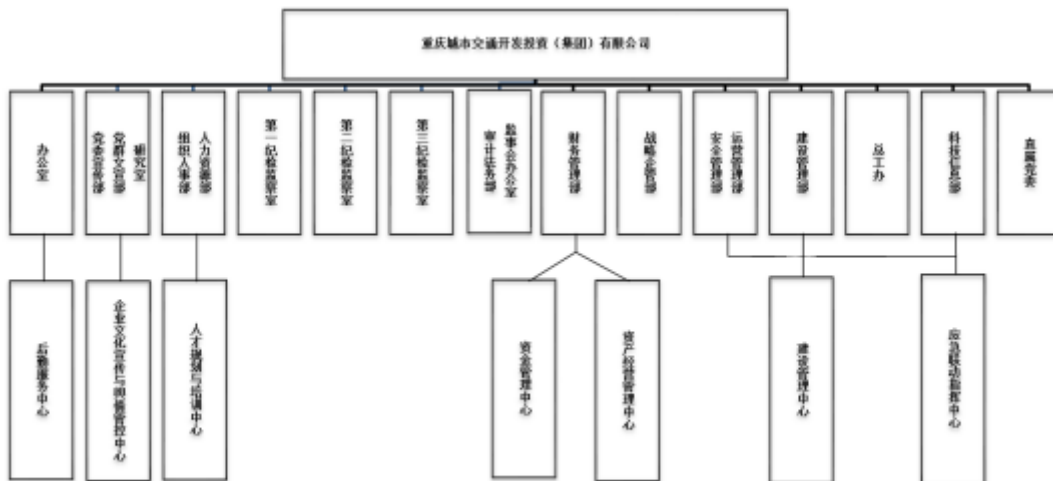 重庆城市交通开发投资（集团）有限公司
办公室
党委宣传部
党群文宣部
研究室
组织人事部
人力资源部
第一纪检监察室
第二纪检监察室
第三纪检监察室
审计法务部
监事会办公室
财务管理部
战略企管部
安全管理部
运营管理部
建设管理部
总工办
科技信息部
直属党委
后勤服务中心
企业文化宣传与舆情管控中心
人才规划与培训中心
资金管理中心
资产经营管理中心
建设管理中心
应急联动指挥中心